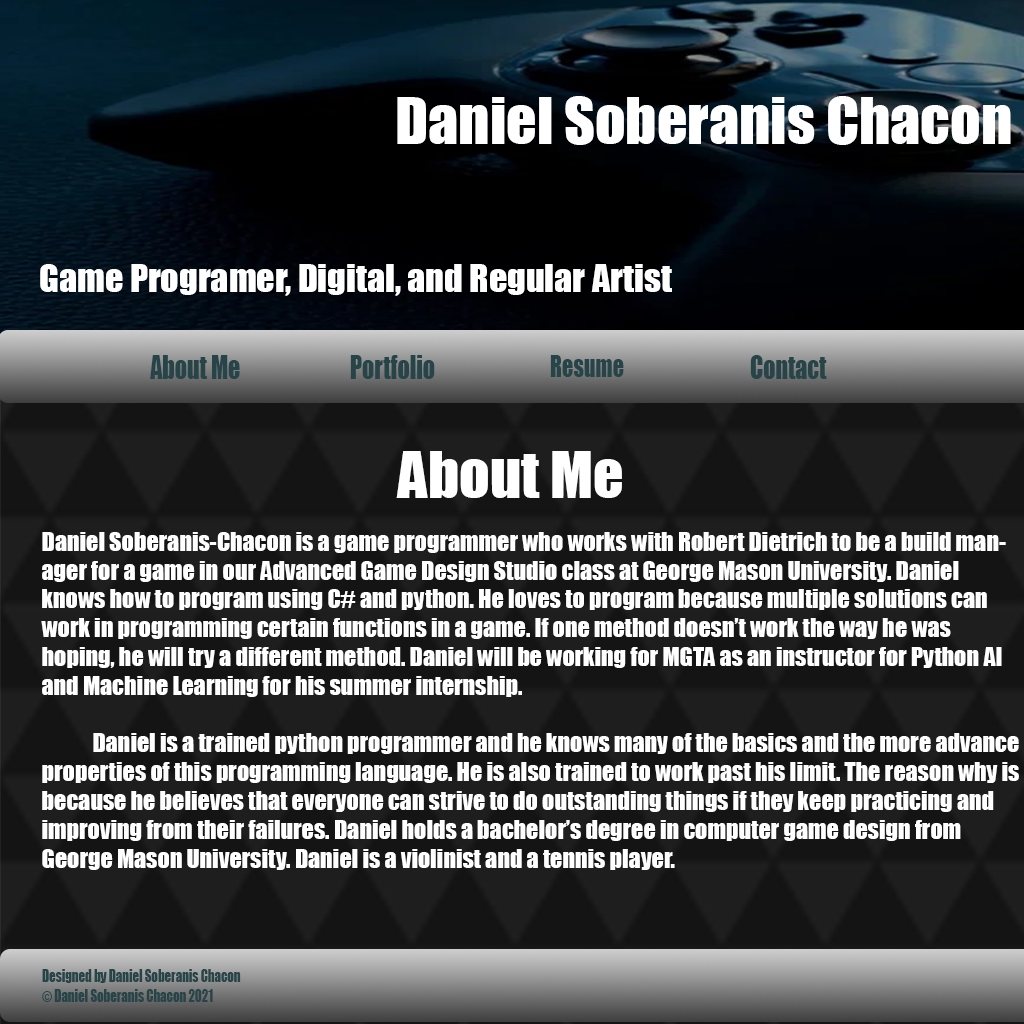 Daniel Soberanis Chacon
Game Programer, Digital, and Regular Artist
About Me
Portfolio
Resume
Contact
About Me
Daniel Soberanis-Chacon is a game programmer who works with Robert Dietrich to be a build man-
ager for a game in our Advanced Game Design Studio class at George Mason University. Daniel
knows how to program using C# and python. He loves to program because multiple solutions can
work in programming certain functions in a game. If one method doesn’t work the way he was
hoping, he will try a different method. Daniel will be working for MGTA as an instructor for Python AI
and Machine Learning for his summer internship.
Daniel is a trained python programmer and he knows many of the basics and the more advance
properties of this programming language. He is also trained to work past his limit. The reason why is
because he believes that everyone can strive to do outstanding things if they keep practicing and
improving from their failures. Daniel holds a bachelor’s degree in computer game design from
George Mason University. Daniel is a violinist and a tennis player.
Designed by Daniel Soberanis Chacon
© Daniel Soberanis Chacon 2021